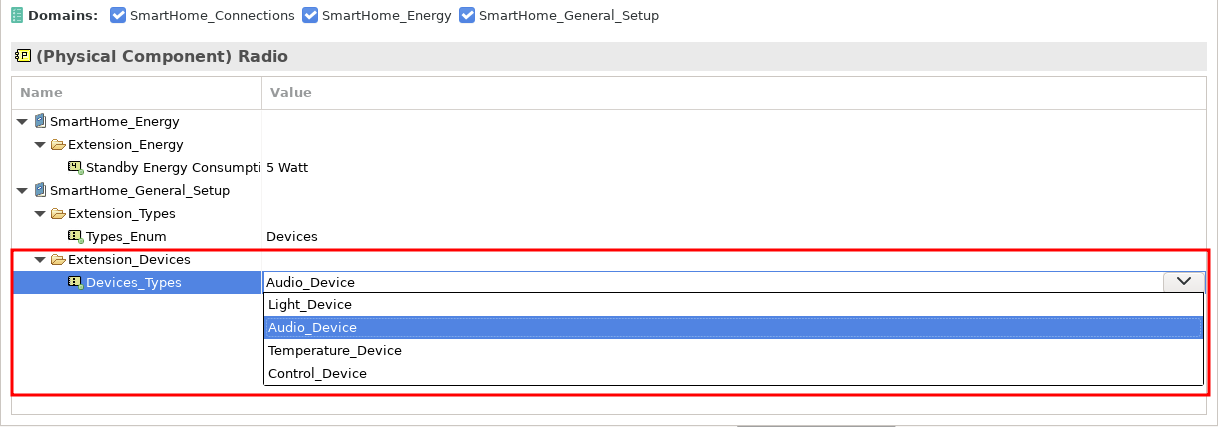 Domains: SmartHome_Connections SmartHome_Energy SmartHome_General_Setup
P (Physical Component) Radio
Name Value
SmartHome_Energy
Extension_Energy
Standby Energy Consumpti 5 Watt
SmartHome_General_Setup
Extension_Types
Types_Enum Devices
Extension_Devices
Devices_Types Audio_Device
Light_Device
Audio_Device
Temperature_Device
Control_Device